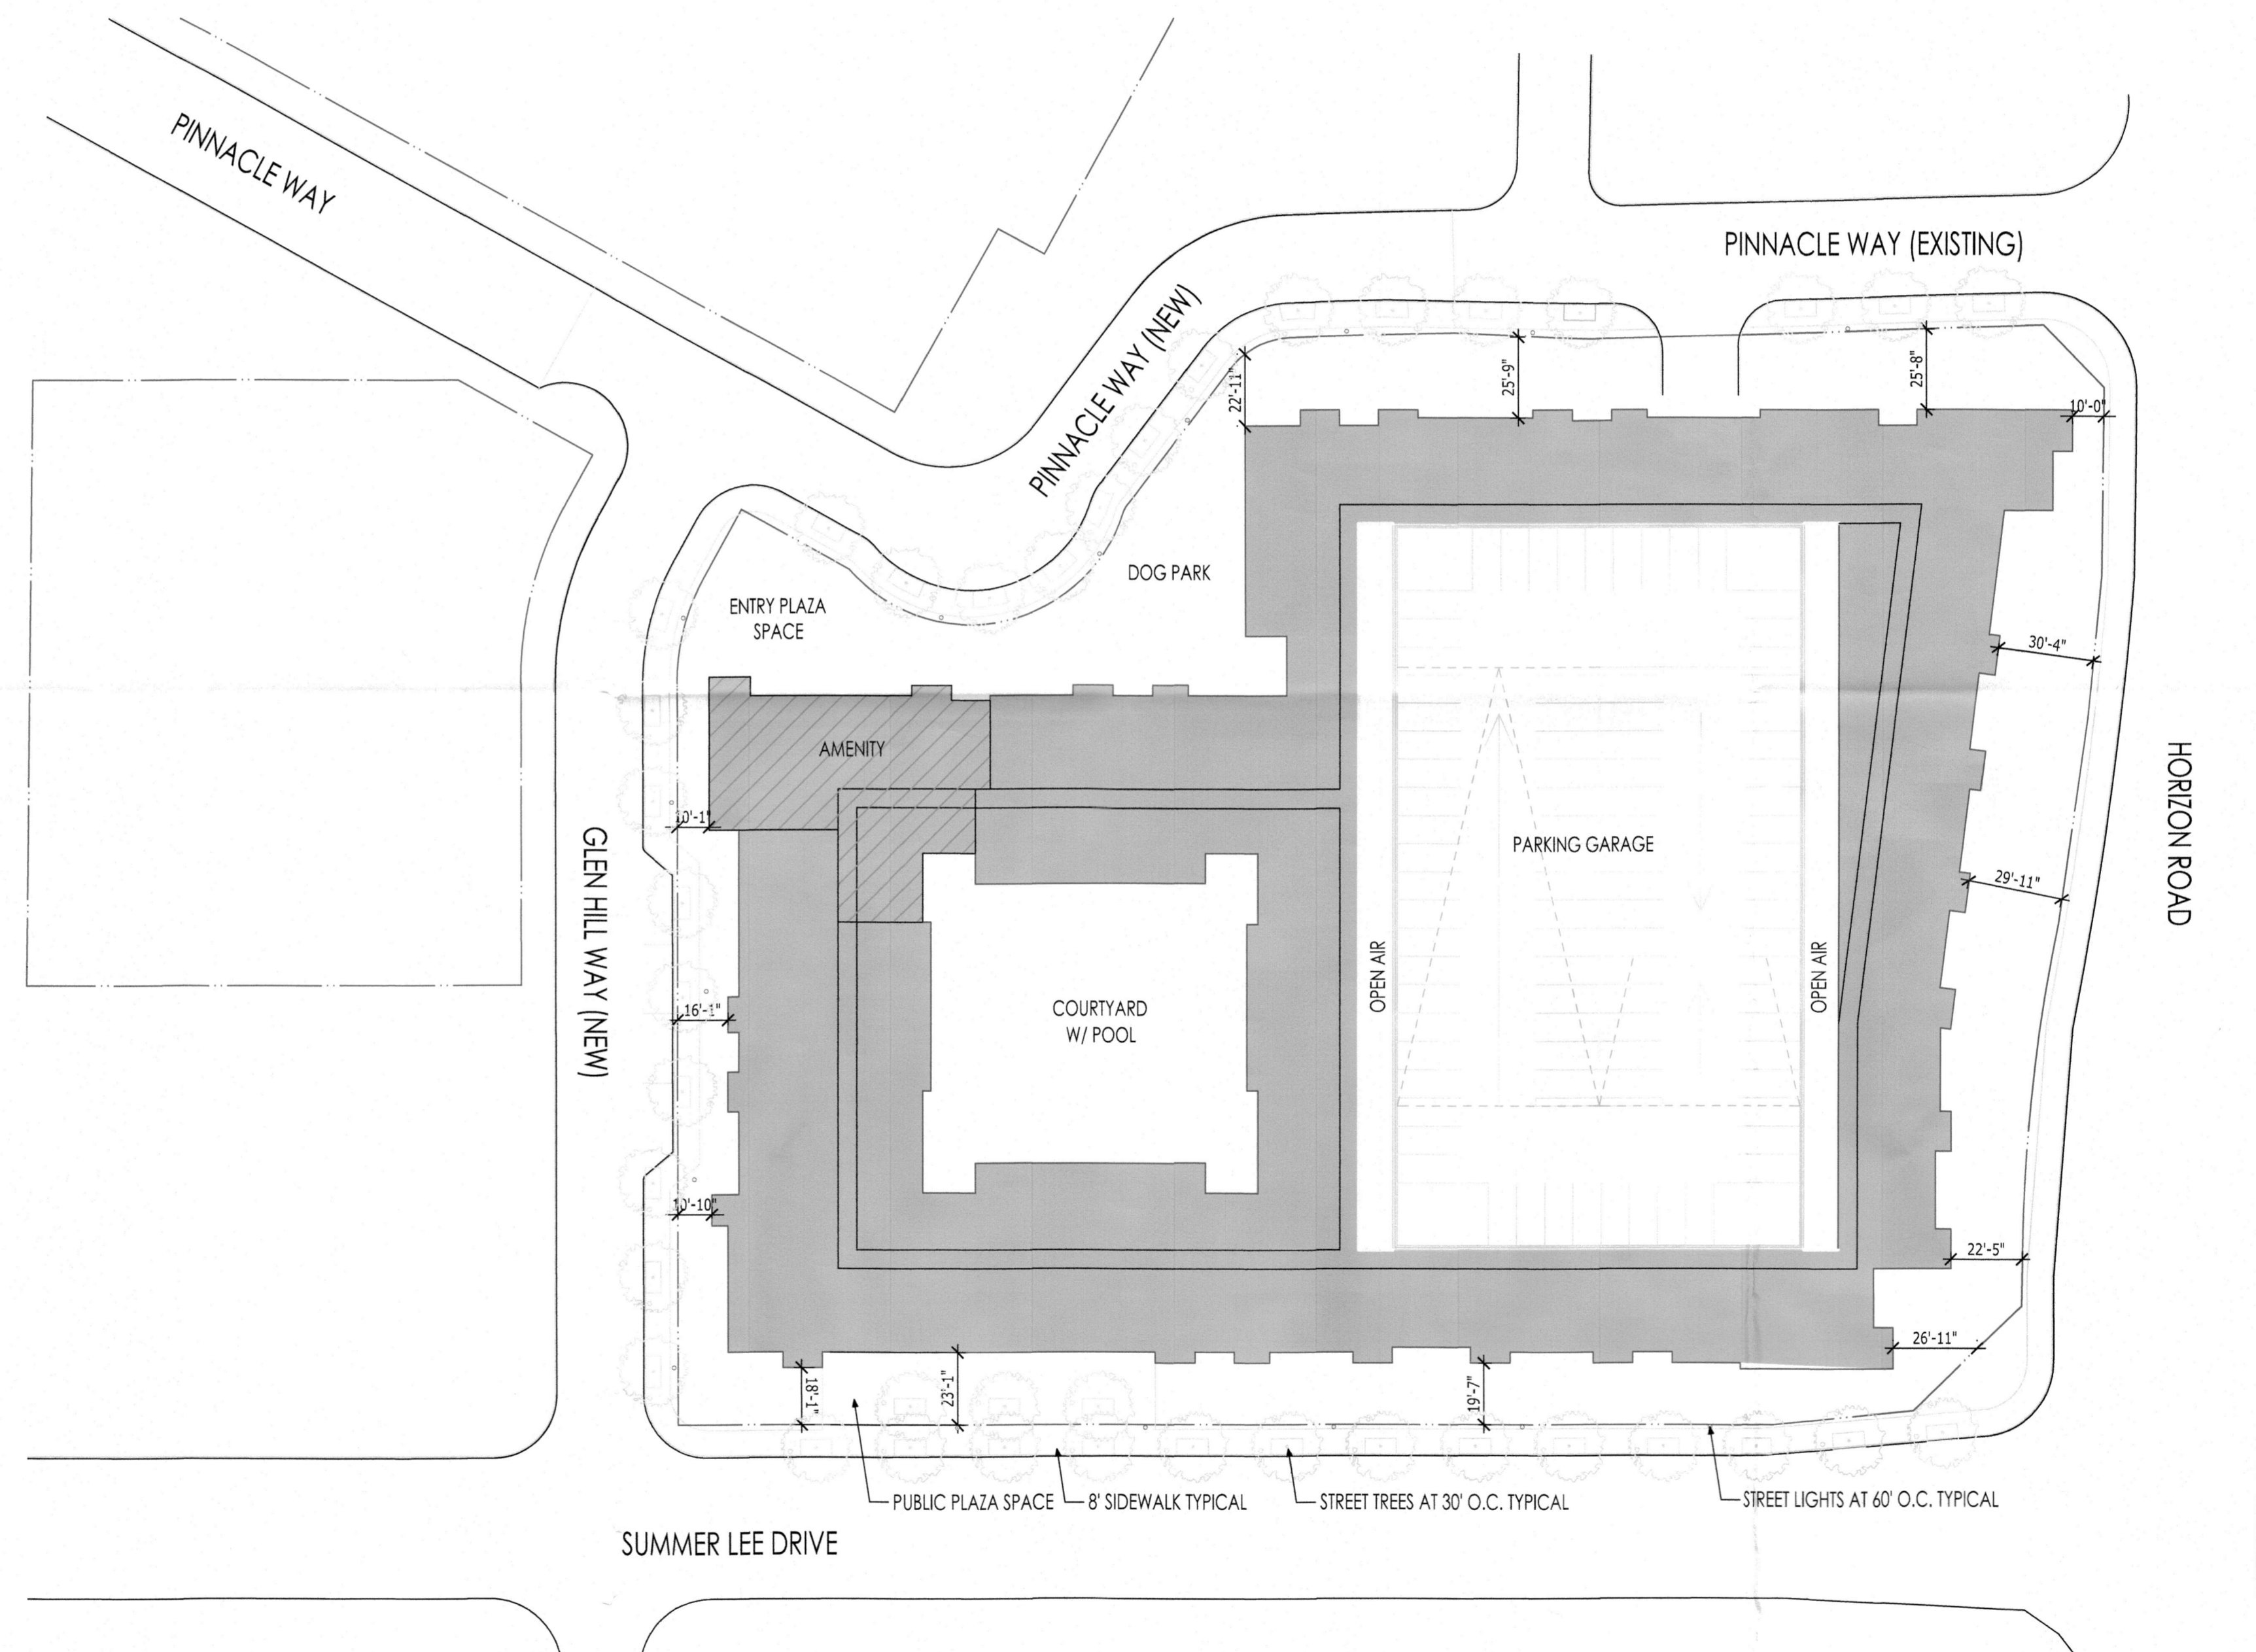 PINNACLE WAY
PINNACLE WAY (EXISTING)
PINNACLE WAY (NEW)
22'-11"
25'-9"
25'-8"
10'-0"
DOG PARK
ENTRY PLAZA
SPACE
30'-4"
AMENITY
HORIZON ROAD
10'-1"
GLEN HILL WAY (NEW)
PARKING GARAGE
29'-11"
OPEN AIR
OPEN AIR
COURTYARD
W/ POOL
16'-1"
10'-10"
22'-5"
26'-11"
18'-1"
23'-1"
19'-7"
PUBLIC PLAZA SPACE
8' SIDEWALK TYPICAL
STREET TREES AT 30' O.C. TYPICAL
STREET LIGHTS AT 60' O.C. TYPICAL
SUMMER LEE DRIVE